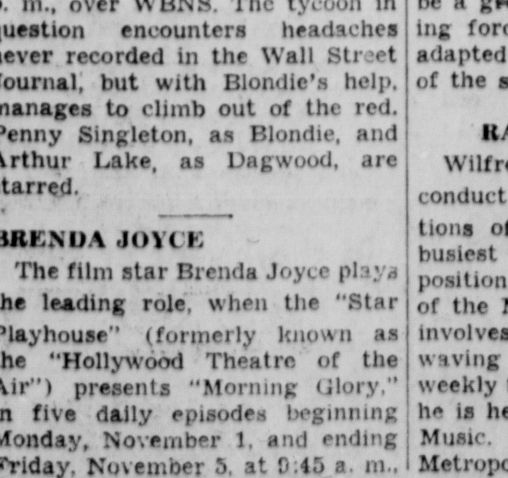 . m., over WBNS. The tycoon in
question encounters headaches
never recorded in the Wall Street
Journal, but with Blondie's help,
manages to climb out of the red.
Penny Singleton, as Blondie, and
Arthur Lake, as Dagwood, are
starred.
BRENDA JOYCE
The film star Brenda Joyce plays
the leading role, when the "Star
Playhouse" (formerly known as
the "Hollywood Theatre of the
Air") presents "Morning Glory,"
in five daily episodes beginning
Monday, November 1, and ending
Friday, November 5, at 9:45 a. m.,
be a
ing
adapted
of the s
RA
Wilfre
conduct
tions of
busiest
position
of the M
involves
waving
weekly
he is he
Music.
Metropo